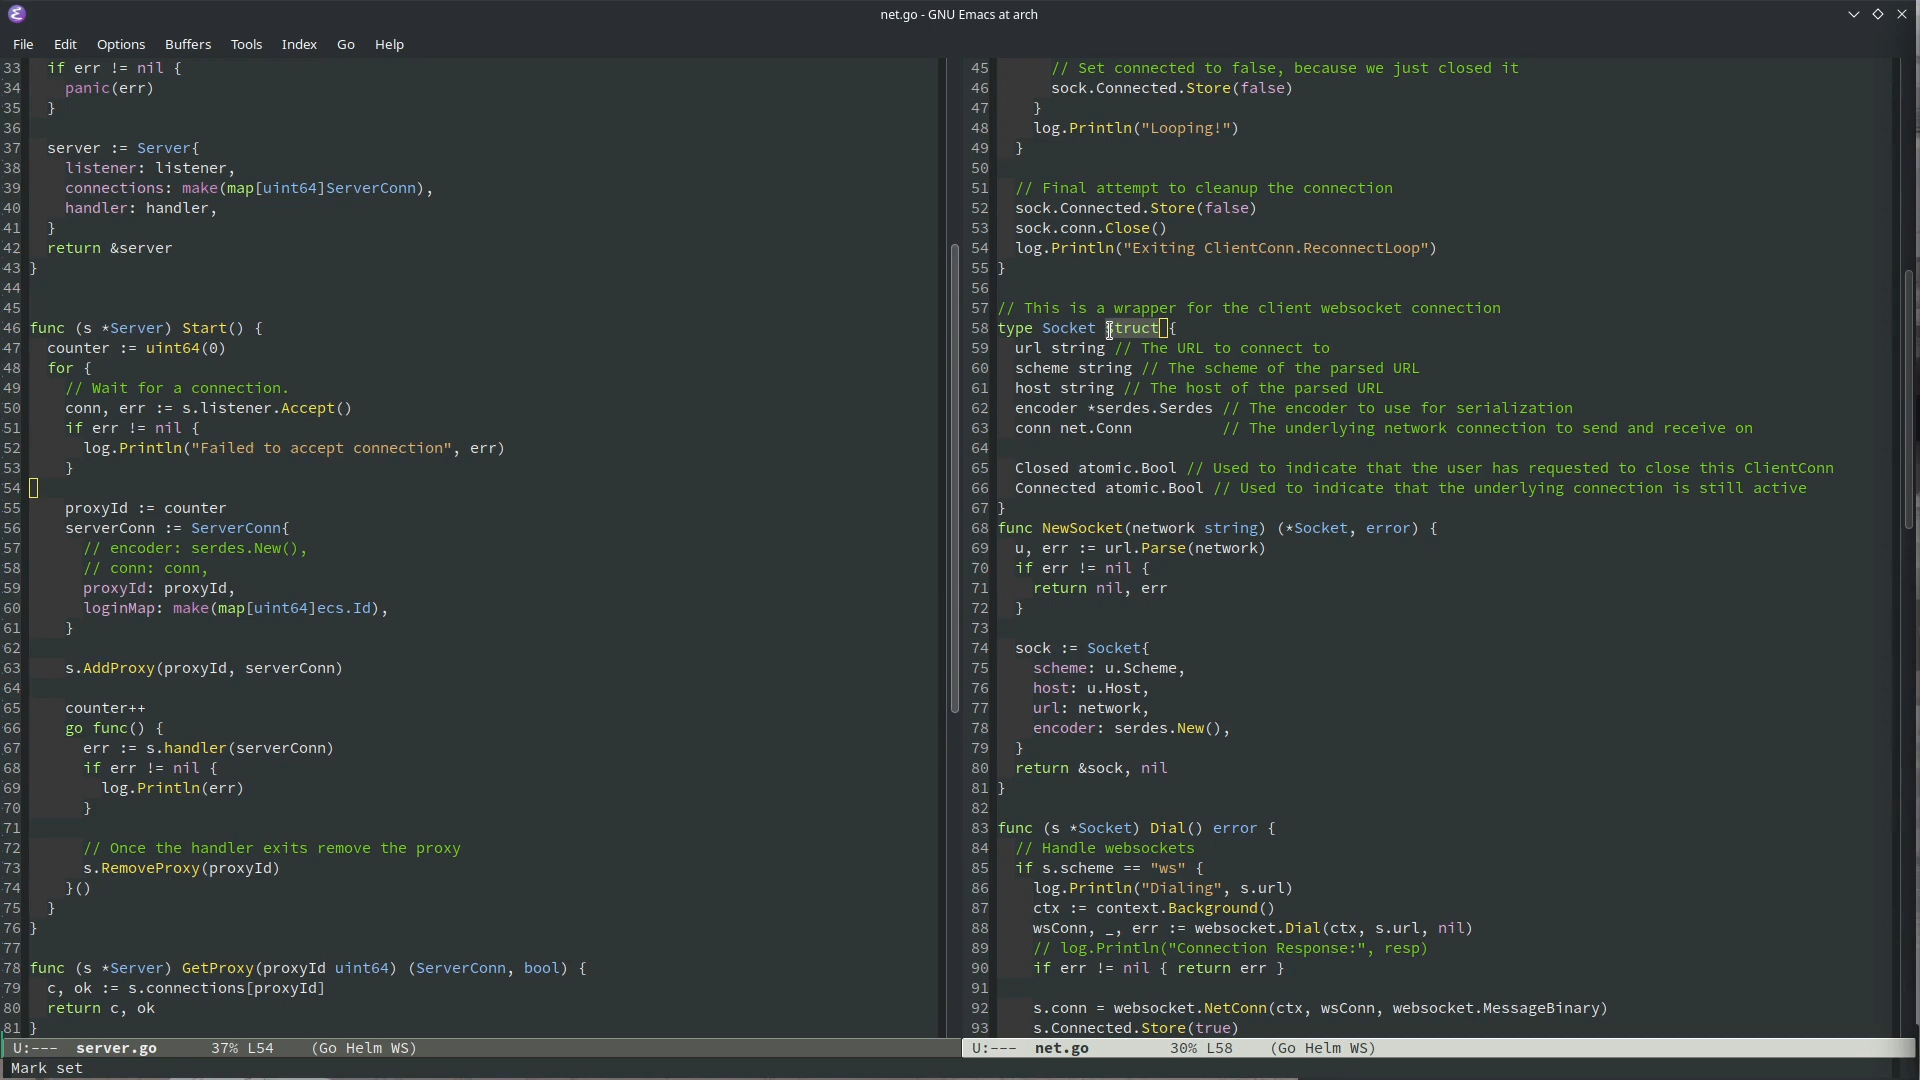 net.go - GNU Emacs at arch
File Edit Options Buffers Tools Index Go Help
33   if err != nil {
34     panic(err)
35   }
36
37   server := Server{
38     listener: listener,
39     connections: make(map[uint64]ServerConn),
40     handler: handler,
41   }
42   return &server
43 }
44
45
46 func (s *Server) Start() {
47   counter := uint64(0)
48   for {
49     // Wait for a connection.
50     conn, err := s.listener.Accept()
51     if err != nil {
52       log.Println("Failed to accept connection", err)
53     }
54
55     proxyId := counter
56     serverConn := ServerConn{
57       // encoder: serdes.New(),
58       // conn: conn,
59       proxyId: proxyId,
60       loginMap: make(map[uint64]ecs.Id),
61     }
62
63     s.AddProxy(proxyId, serverConn)
64
65     counter++
66     go func() {
67       err := s.handler(serverConn)
68       if err != nil {
69         log.Println(err)
70       }
71
72       // Once the handler exits remove the proxy
73       s.RemoveProxy(proxyId)
74     }()
75   }
76 }
77
78 func (s *Server) GetProxy(proxyId uint64) (ServerConn, bool) {
79   c, ok := s.connections[proxyId]
80   return c, ok
81 }
U:--- server.go 37% L54 (Go Helm WS)
45       // Set connected to false, because we just closed it
46       sock.Connected.Store(false)
47     }
48     log.Println("Looping!")
49   }
50
51   // Final attempt to cleanup the connection
52   sock.Connected.Store(false)
53   sock.conn.Close()
54   log.Println("Exiting ClientConn.ReconnectLoop")
55 }
56
57 // This is a wrapper for the client websocket connection
58 type Socket struct {
59   url string // The URL to connect to
60   scheme string // The scheme of the parsed URL
61   host string // The host of the parsed URL
62   encoder *serdes.Serdes // The encoder to use for serialization
63   conn net.Conn          // The underlying network connection to send and receive on
64
65   Closed atomic.Bool // Used to indicate that the user has requested to close this ClientConn
66   Connected atomic.Bool // Used to indicate that the underlying connection is still active
67 }
68 func NewSocket(network string) (*Socket, error) {
69   u, err := url.Parse(network)
70   if err != nil {
71     return nil, err
72   }
73
74   sock := Socket{
75     scheme: u.Scheme,
76     host: u.Host,
77     url: network,
78     encoder: serdes.New(),
79   }
80   return &sock, nil
81 }
82
83 func (s *Socket) Dial() error {
84   // Handle websockets
85   if s.scheme == "ws" {
86     log.Println("Dialing", s.url)
87     ctx := context.Background()
88     wsConn, _, err := websocket.Dial(ctx, s.url, nil)
89     // log.Println("Connection Response:", resp)
90     if err != nil { return err }
91
92     s.conn = websocket.NetConn(ctx, wsConn, websocket.MessageBinary)
93     s.Connected.Store(true)
U:--- net.go 30% L58 (Go Helm WS)
Mark set